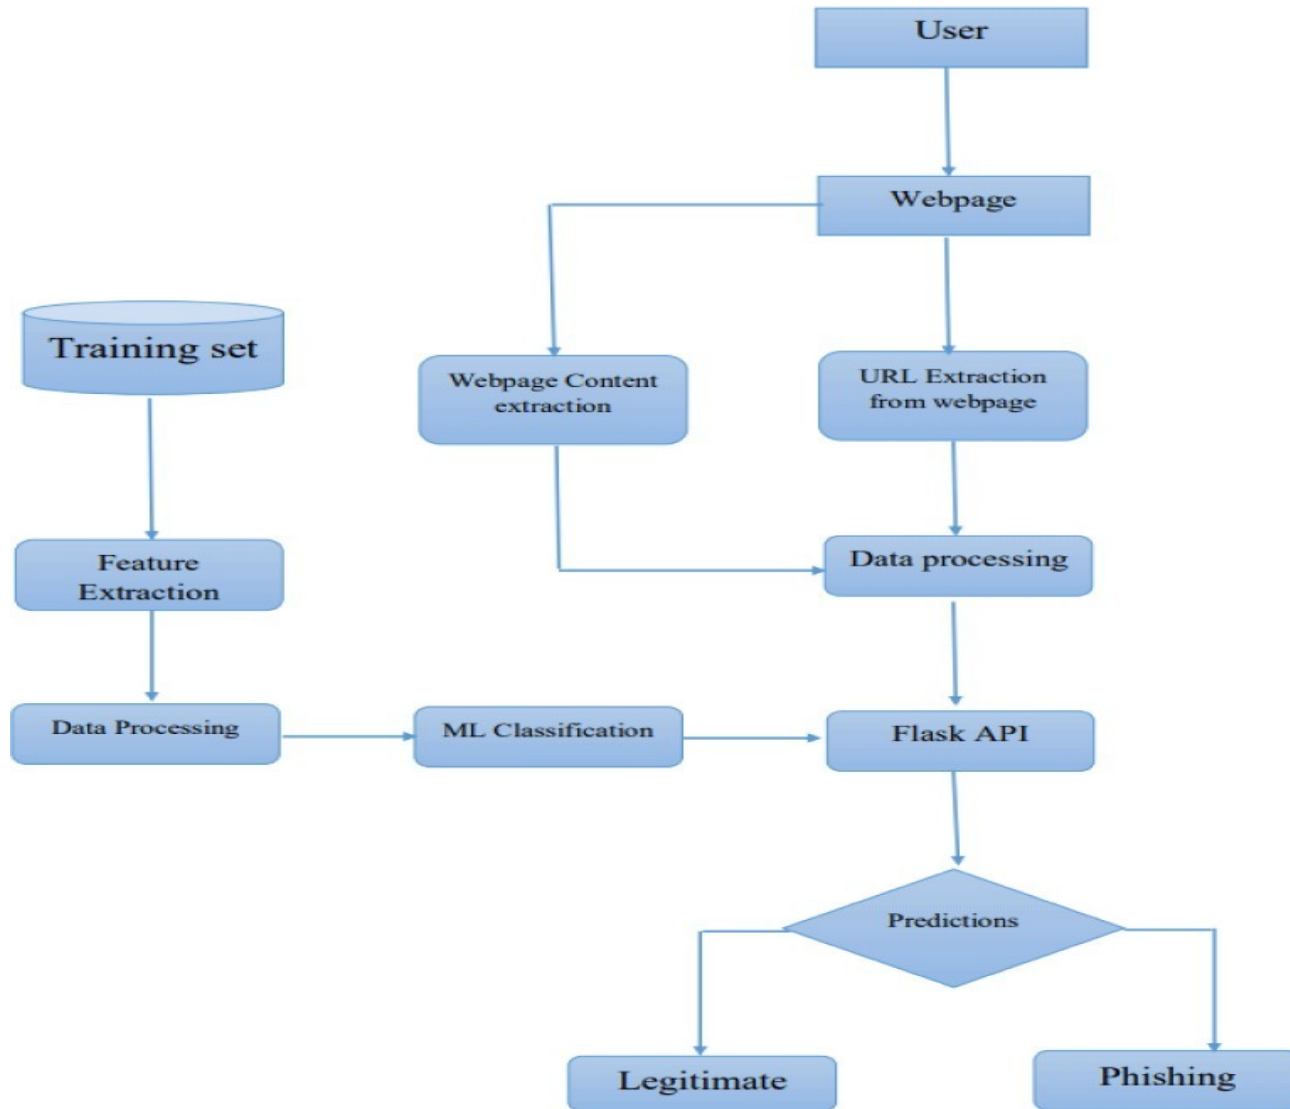 User
Webpage
Training set
Webpage Content
extraction
URL Extraction
from webpage
Feature
Extraction
Data processing
Data Processing
ML Classification
Flask API
Predictions
Legitimate
Phishing